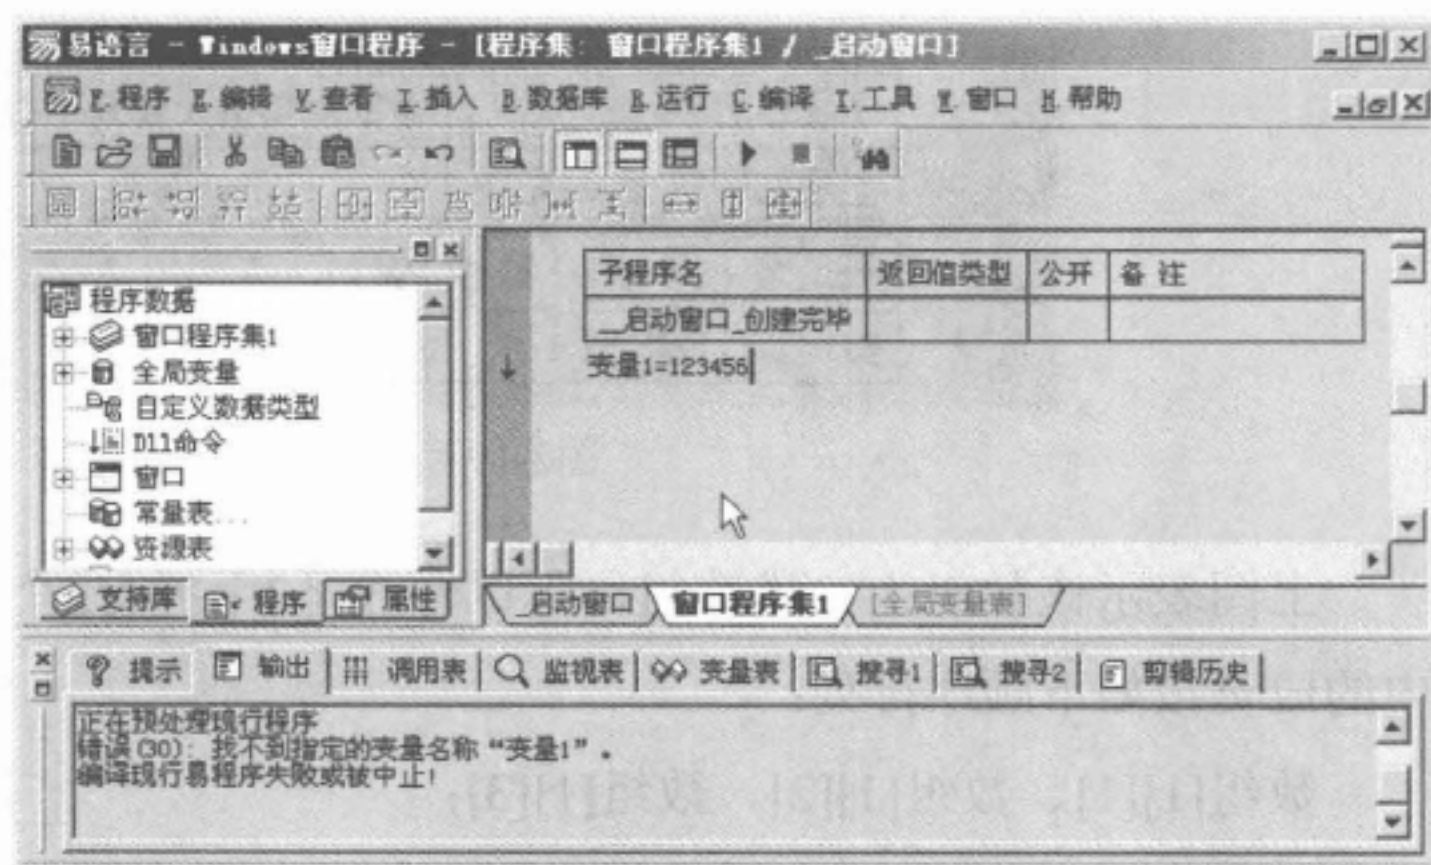 易语言 - Windows窗口程序 - [程序集: 窗口程序集1 / _启动窗口]
F.程序 E.编辑 V.查看 I.插入 B.数据库 R.运行 C.编译 T.工具 W.窗口 H.帮助
子程序名 返回值类型 公开 备 注
__启动窗口_创建完毕
变量1=123456
程序数据
窗口程序集1
全局变量
自定义数据类型
Dll命令
窗口
常量表...
资源表
支持库 程序 属性
_启动窗口 窗口程序集1 [全局变量表]
提示 输出 调用表 监视表 变量表 搜寻1 搜寻2 剪辑历史
正在预处理现行程序
错误(30): 找不到指定的变量名称“变量1”。
编译现行易程序失败或被中止!